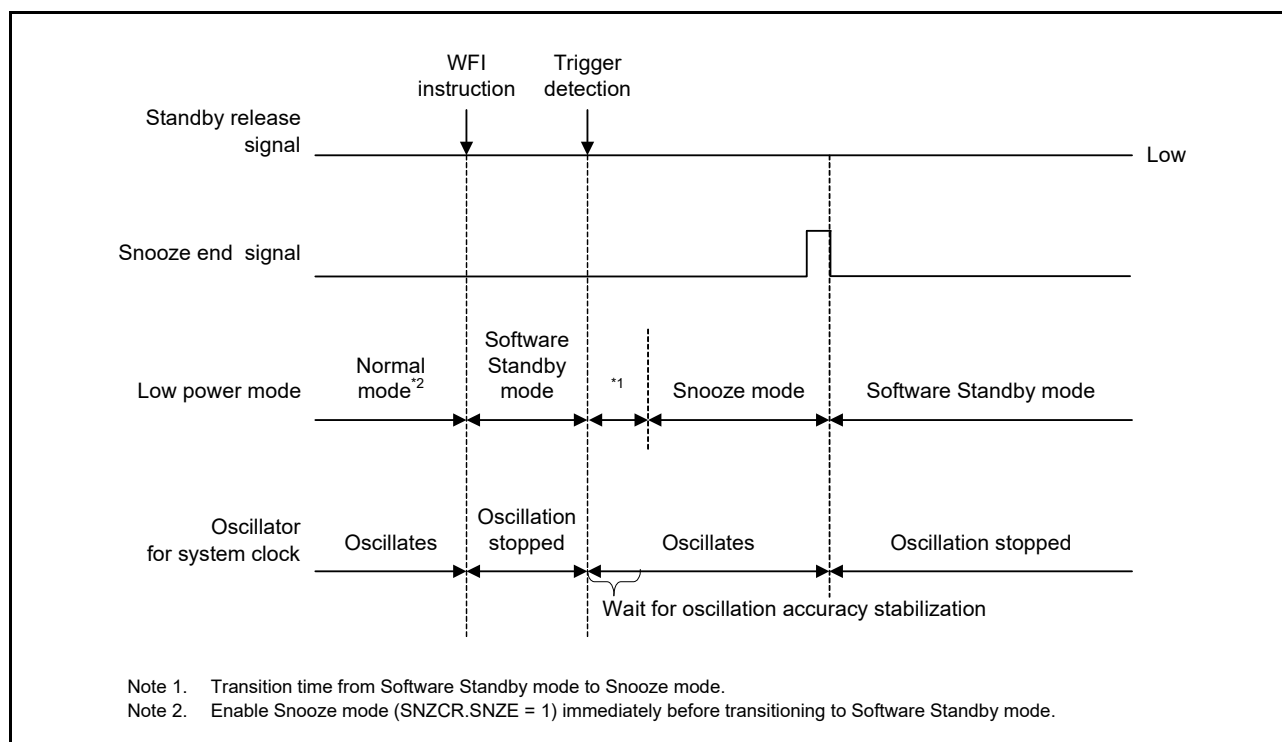 WFI
instruction
Trigger
detection
Standby release
signal
Low
Snooze end signal
Low power mode
Normal
mode*2
Software
Standby
mode
*1
Snooze mode
Software Standby mode
Oscillator
for system clock
Oscillates
Oscillation
stopped
Oscillates
Oscillation stopped
Wait for oscillation accuracy stabilization
Note 1. Transition time from Software Standby mode to Snooze mode.
Note 2. Enable Snooze mode (SNZCR.SNZE = 1) immediately before transitioning to Software Standby mode.